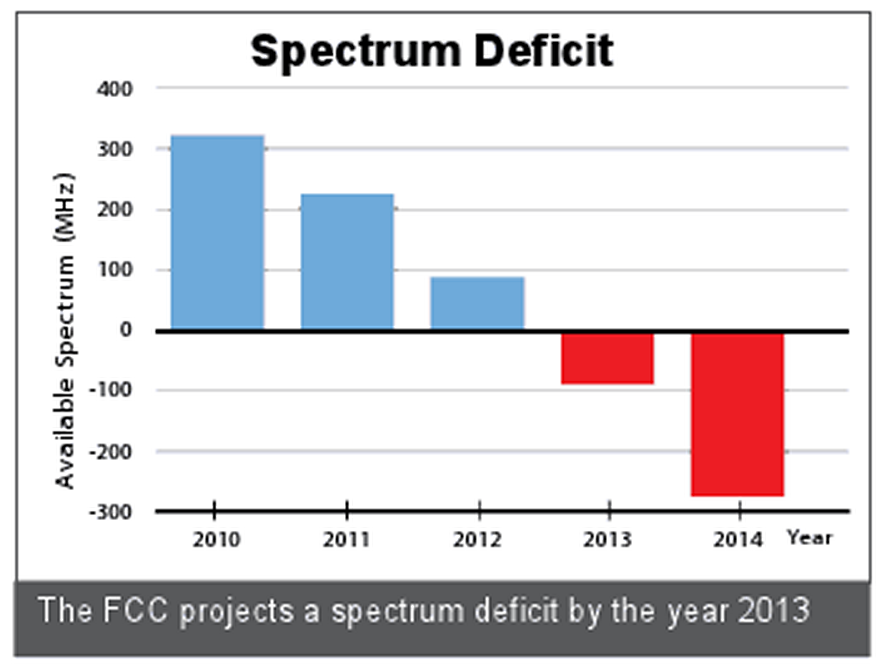 Spectrum Deficit
Available Spectrum (MHz)
400
300
200
100
0
-100
-200
-300
2010 2011 2012 2013 2014 Year
The FCC projects a spectrum deficit by the year 2013